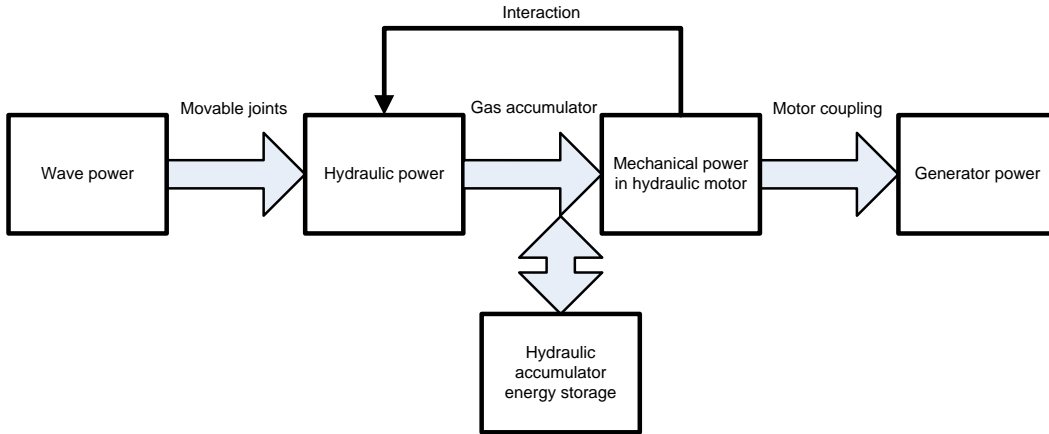 Interaction
Movable joints
Gas accumulator
Motor coupling
Wave power
Hydraulic power
Mechanical power
in hydraulic motor
Generator power
Hydraulic
accumulator
energy storage